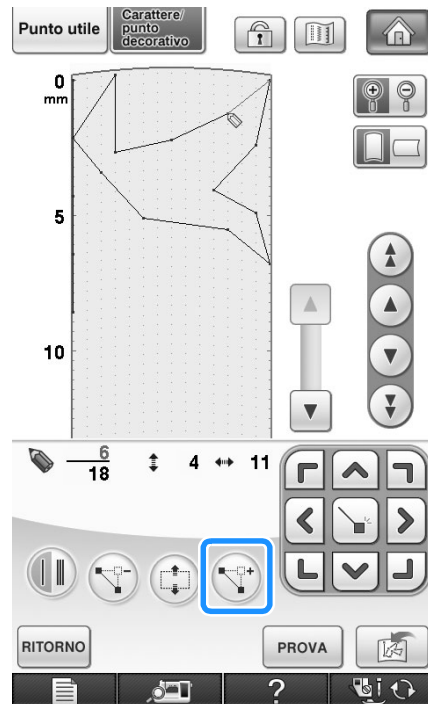 Punto utile
Carattere/
punto
decorativo
0
mm
5
10
6
18
4
11
RITORNO
PROVA
?